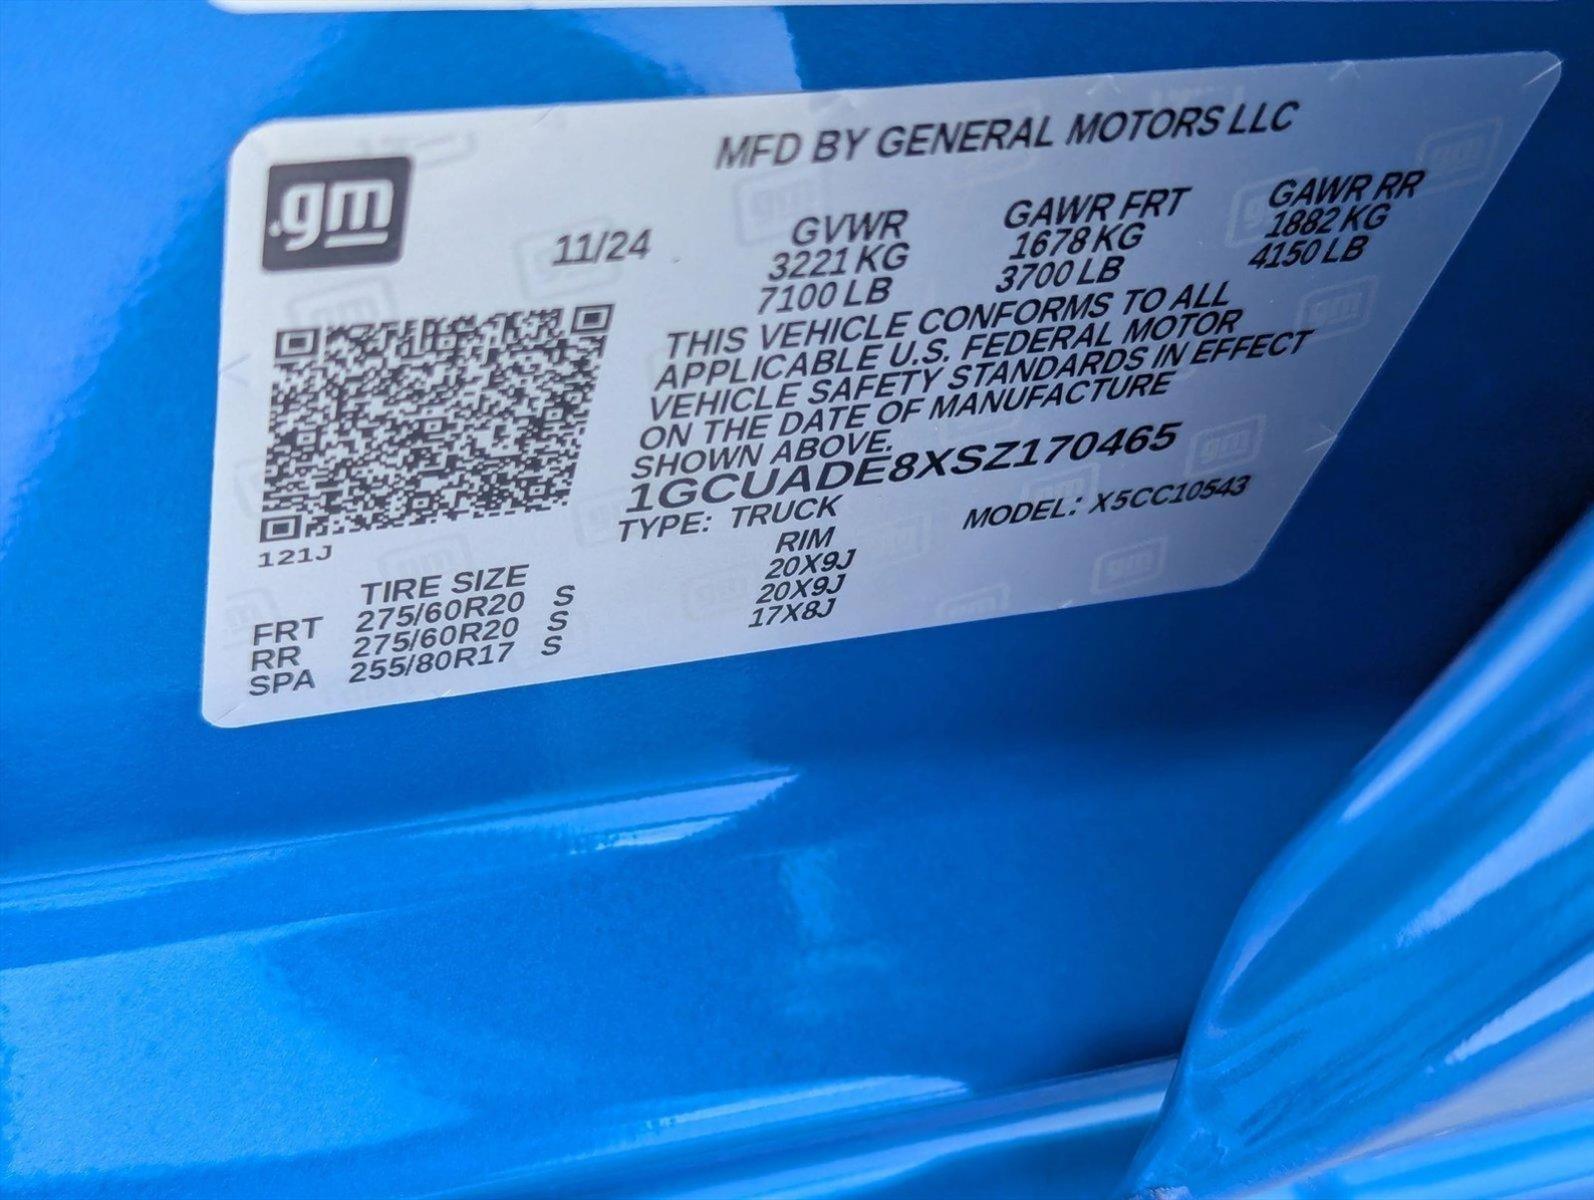 MFD BY GENERAL MOTORS LLC
gm
11/24
GVWR
3221 KG
7100 LB
GAWR FRT
1678 KG
3700 LB
GAWR RR
1882 KG
4150 LB
THIS VEHICLE CONFORMS TO ALL
APPLICABLE U.S. FEDERAL MOTOR
VEHICLE SAFETY STANDARDS IN EFFECT
ON THE DATE OF MANUFACTURE
SHOWN ABOVE.
1GCUADE8XSZ170465
TYPE: TRUCK MODEL: X5CC10543
121J
TIRE SIZE RIM
FRT 275/60R20 S 20X9J
RR 275/60R20 S 20X9J
SPA 255/80R17 S 17X8J